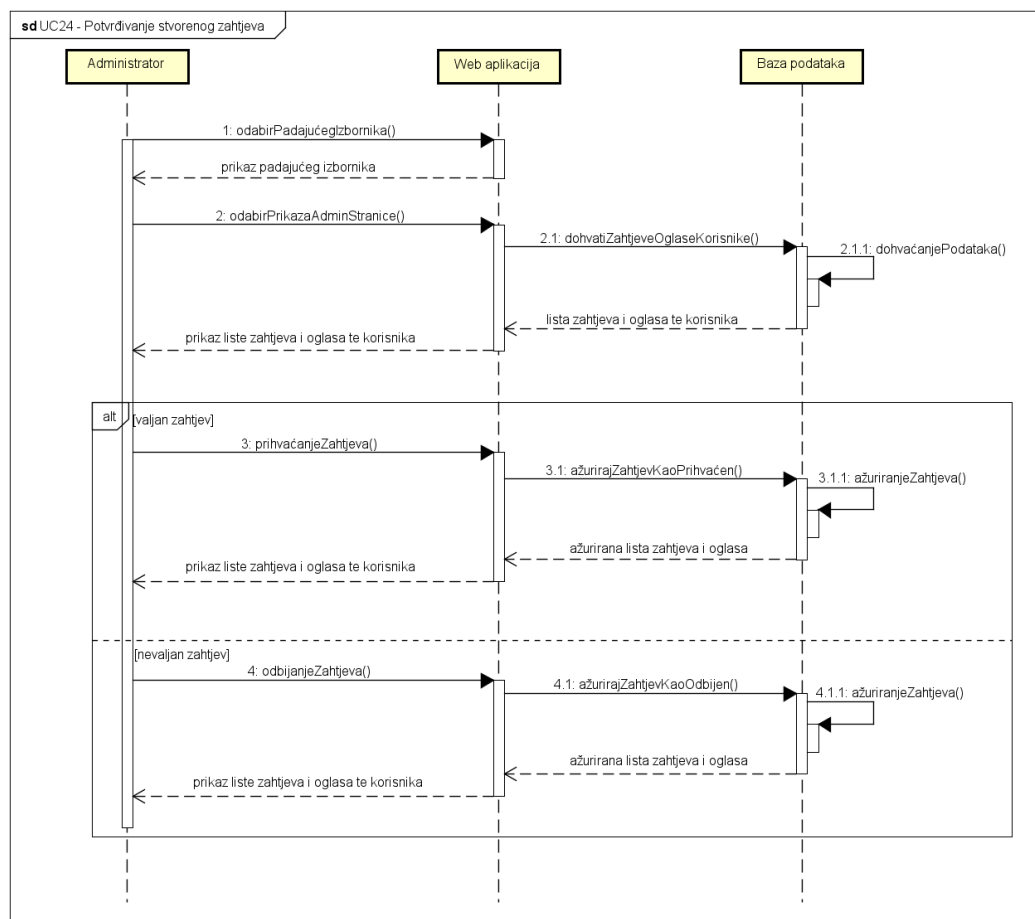 sd UC24 - Potvrđivanje stvorenog zahtjeva
Administrator
Web aplikacija
Baza podataka
1: odabirPadajućegIzbornika()
prikaz padajućeg izbornika
2: odabirPrikazaAdminStranice()
2.1: dohvatiZahtjeveOglaseKorisnike()
2.1.1: dohvaćanjePodataka()
lista zahtjeva i oglasa te korisnika
prikaz liste zahtjeva i oglasa te korisnika
alt
[valjan zahtjev]
3: prihvaćanjeZahtjeva()
3.1: ažurirajZahtjevKaoPrihvaćen()
3.1.1: ažuriranjeZahtjeva()
ažurirana lista zahtjeva i oglasa
prikaz liste zahtjeva i oglasa te korisnika
[nevaljan zahtjev]
4: odbijanjeZahtjeva()
4.1: ažurirajZahtjevKaoOdbijen()
4.1.1: ažuriranjeZahtjeva()
ažurirana lista zahtjeva i oglasa
prikaz liste zahtjeva i oglasa te korisnika